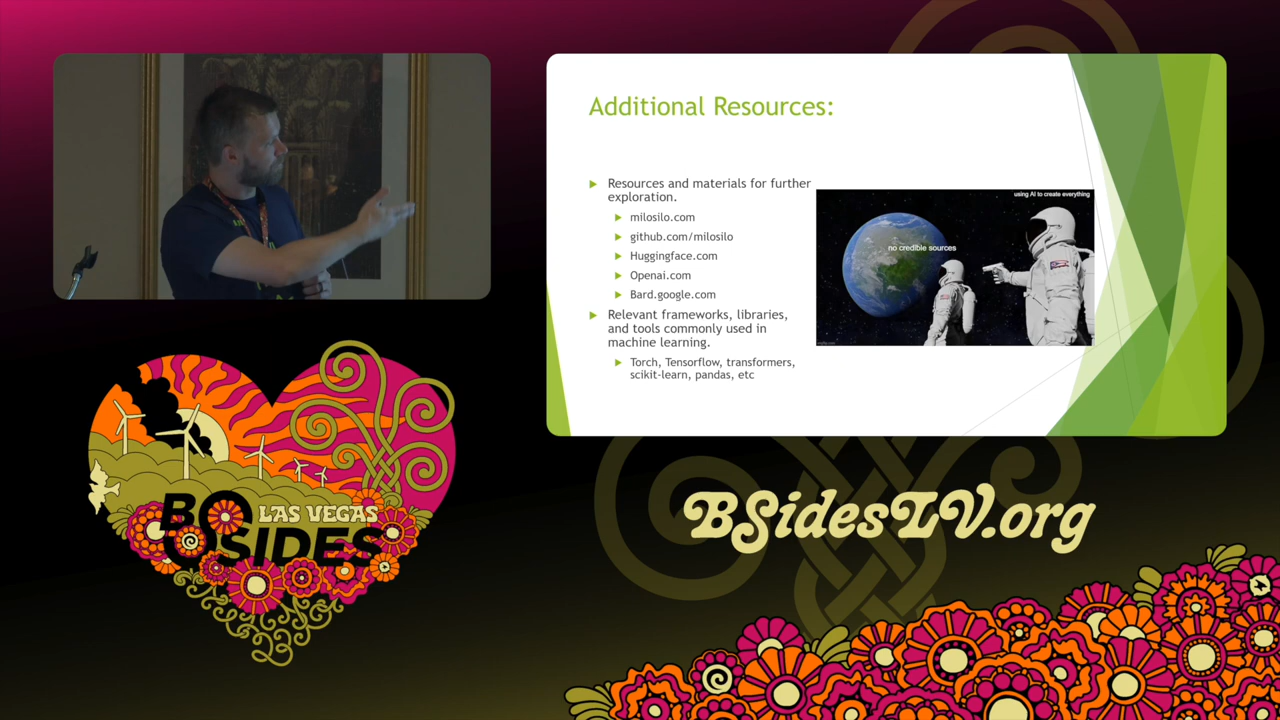 Additional Resources:
Resources and materials for further
exploration.
milosilo.com
github.com/milosilo
Huggingface.com
Openai.com
Bard.google.com
Relevant frameworks, libraries,
and tools commonly used in
machine learning.
Torch, Tensorflow, transformers,
scikit-learn, pandas, etc
using AI to create everything
no credible sources
BSIDES
LAS VEGAS
23
BSidesLV.org